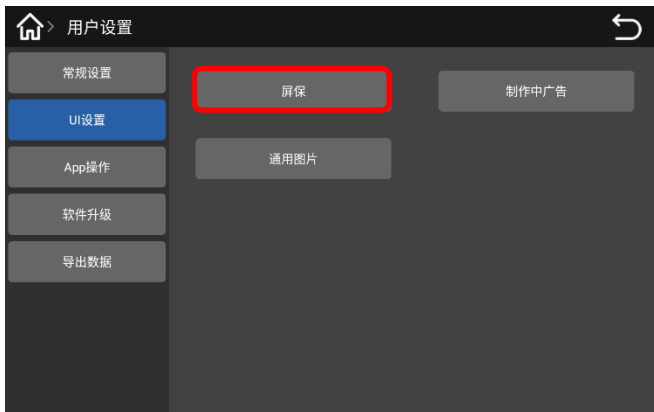 > 用户设置
常规设置
UI设置
App操作
软件升级
导出数据
屏保
制作中广告
通用图片